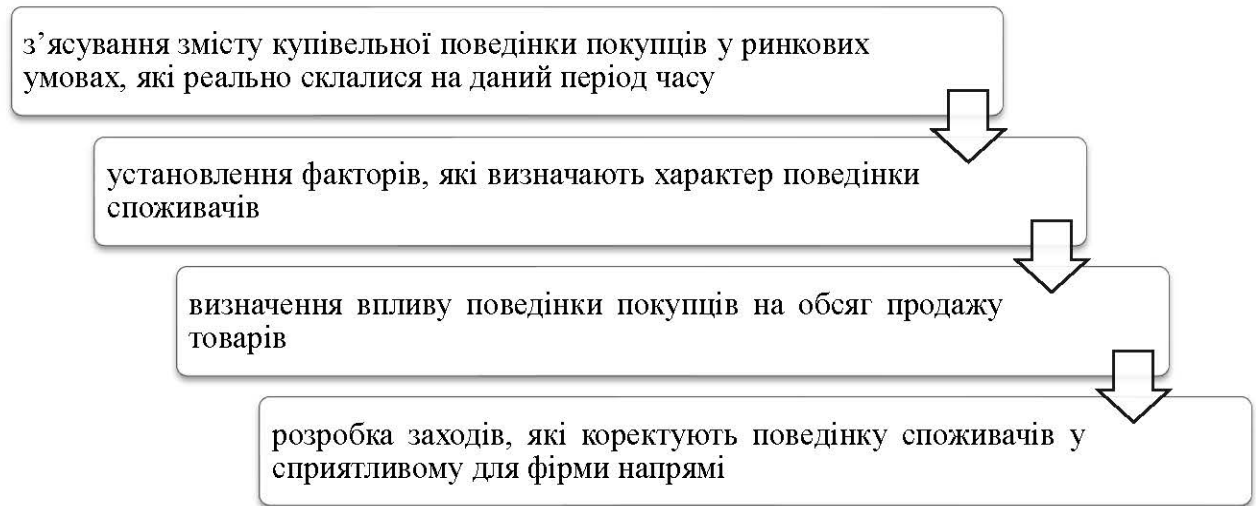 з’ясування змісту купівельної поведінки покупців у ринкових
умовах, які реально склалися на даний період часу
установлення факторів, які визначають характер поведінки
споживачів
визначення впливу поведінки покупців на обсяг продажу
товарів
розробка заходів, які коректують поведінку споживачів у
сприятливому для фірми напрямі